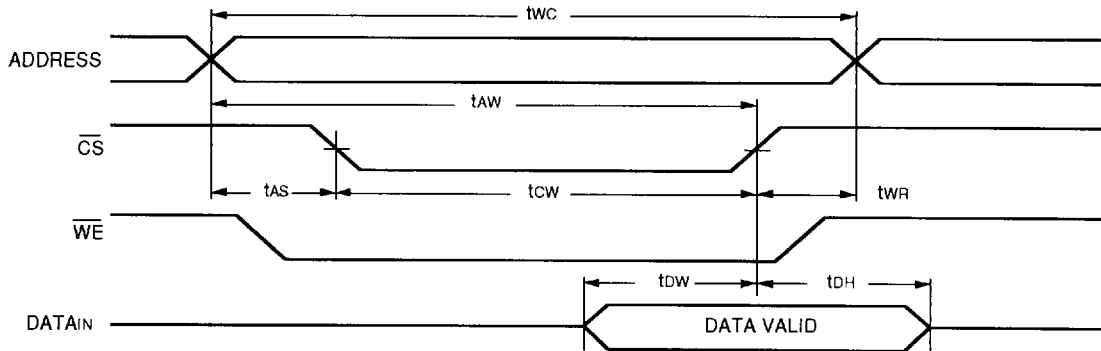 tWC
ADDRESS
tAW
CS
tAS
tCW
tWR
WE
tDW
tDH
DATAIN
DATA VALID